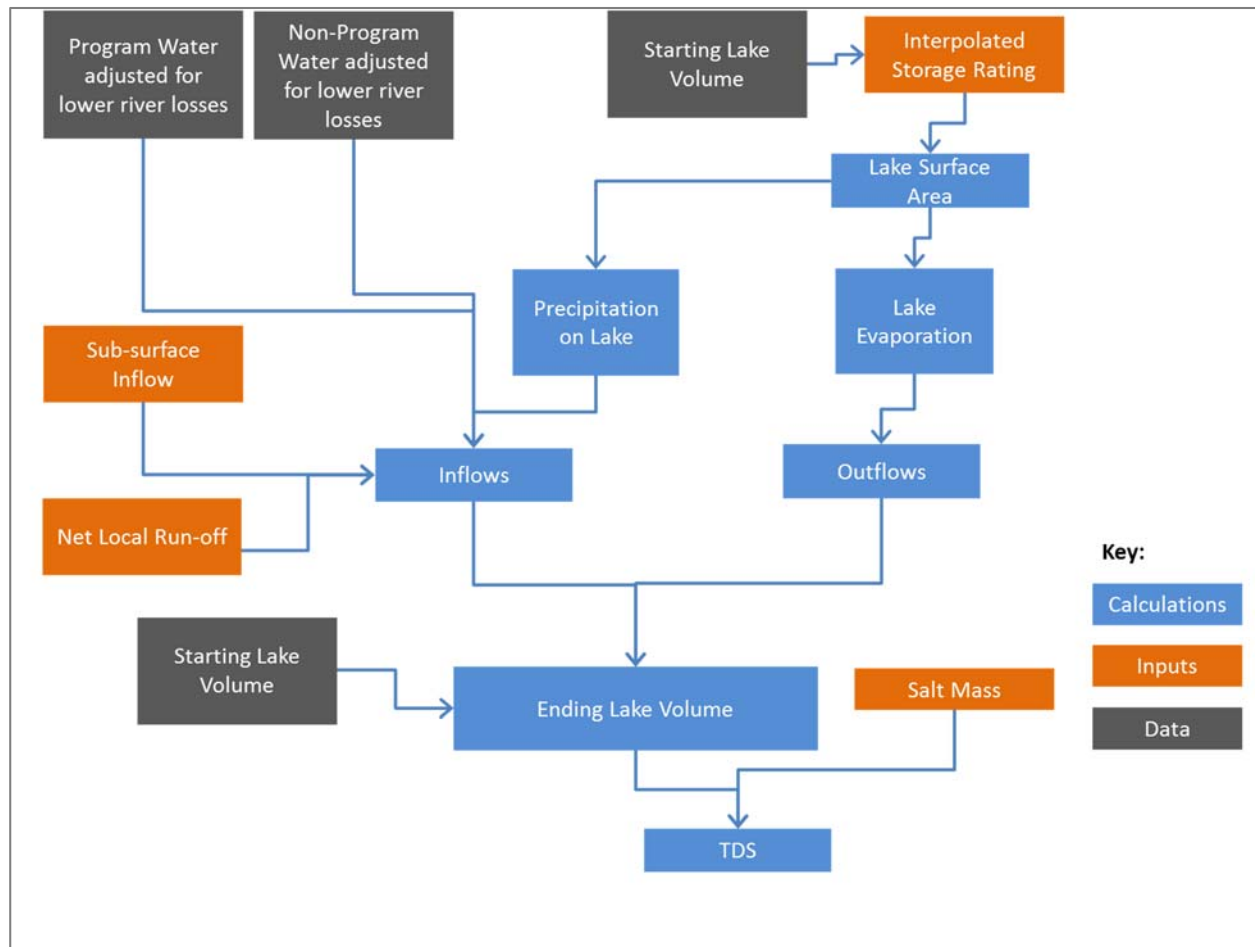 Program Water
adjusted for
lower river losses
Non-Program
Water adjusted
for lower river
losses
Starting Lake
Volume
Interpolated
Storage Rating
Lake Surface
Area
Precipitation
on Lake
Lake
Evaporation
Sub-surface
Inflow
Inflows
Outflows
Net Local Run-off
Key:
Calculations
Inputs
Data
Starting Lake
Volume
Ending Lake Volume
Salt Mass
TDS